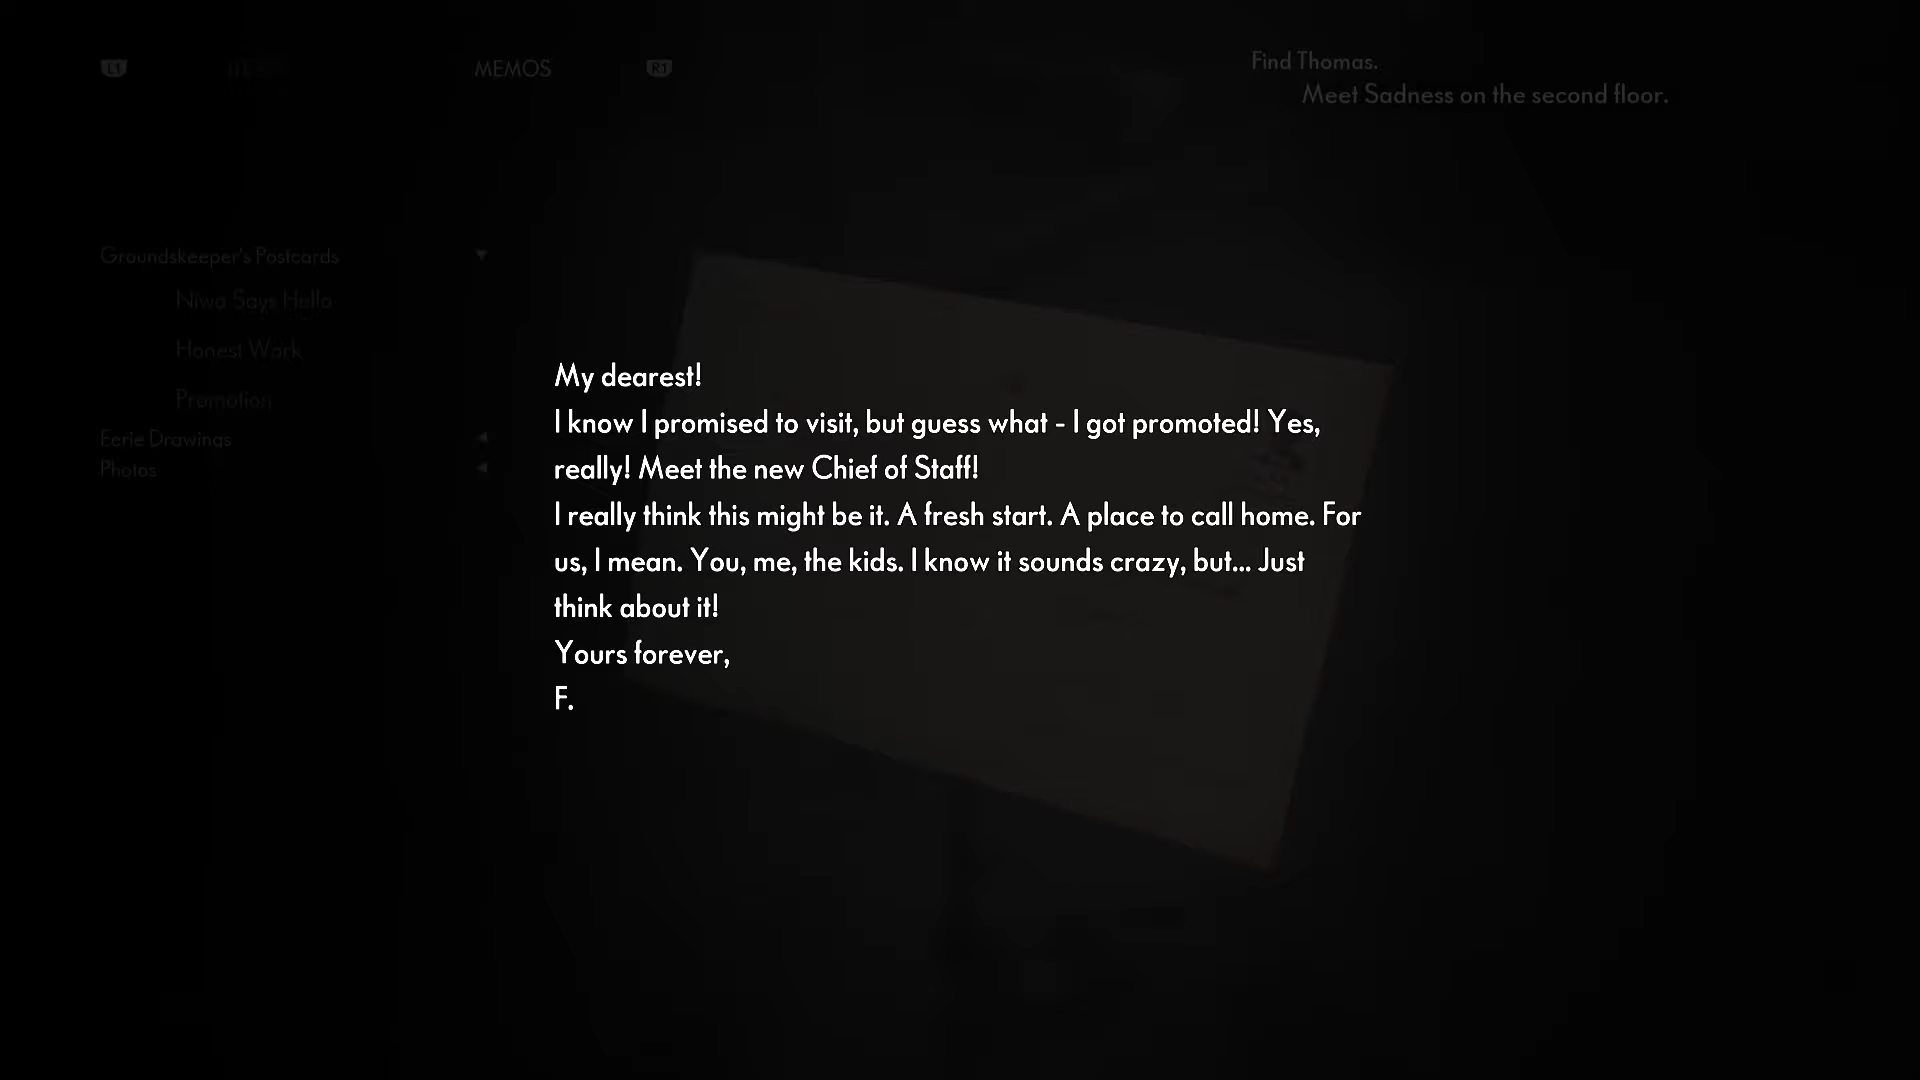 L1
ITEMS
MEMOS
R1
Find Thomas.
Meet Sadness on the second floor.
Groundskeeper's Postcards
Niwa Says Hello
Honest Work
Promotion
Eerie Drawings
Photos
My dearest!
I know I promised to visit, but guess what - I got promoted! Yes,
really! Meet the new Chief of Staff!
I really think this might be it. A fresh start. A place to call home. For
us, I mean. You, me, the kids. I know it sounds crazy, but... Just
think about it!
Yours forever,
F.